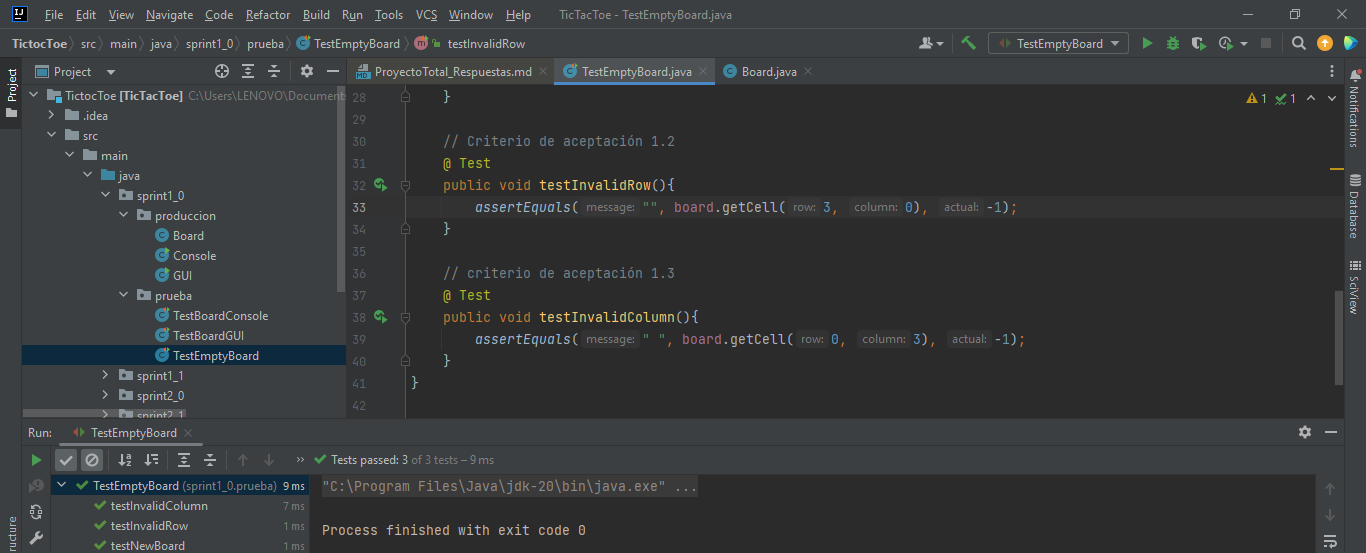 File Edit View Navigate Code Refactor Build Run Tools VCS Window Help TicTacToe - TestEmptyBoard.java
TictocToe src main java sprint1_0 prueba TestEmptyBoard testInvalidRow
TestEmptyBoard
Project
ProyectoTotal_Respuestas.md
TestEmptyBoard.java
Board.java
Project
TictocToe [TicTacToe] C:\Users\LENOVO\Document
.idea
src
main
java
sprint1_0
produccion
Board
Console
GUI
prueba
TestBoardConsole
TestBoardGUI
TestEmptyBoard
sprint1_1
sprint2_0
sprint2_1
28 }
29
30 // Criterio de aceptación 1.2
31 @ Test
32 public void testInvalidRow(){
33 assertEquals( message: "", board.getCell( row: 3, column: 0), actual: -1);
34 }
35
36 // criterio de aceptación 1.3
37 @ Test
38 public void testInvalidColumn(){
39 assertEquals( message: " ", board.getCell( row: 0, column: 3), actual: -1);
40 }
41 }
42
1 1
Notifications
Database
SciView
Run: TestEmptyBoard
Tests passed: 3 of 3 tests – 9 ms
TestEmptyBoard (sprint1_0.prueba) 9 ms
testInvalidColumn 7 ms
testInvalidRow 1 ms
testNewBoard 1 ms
"C:\Program Files\Java\jdk-20\bin\java.exe" ...
Process finished with exit code 0
ructure